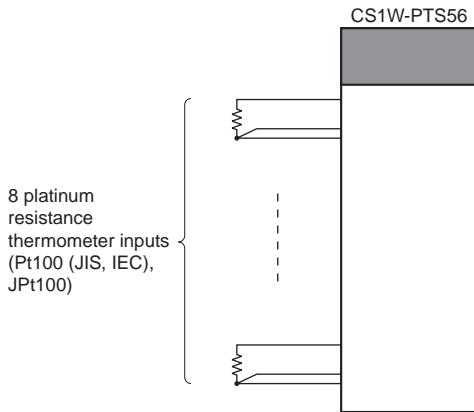 CS1W-PTS56
8 platinum
resistance
thermometer inputs
(Pt100 (JIS, IEC),
JPt100)